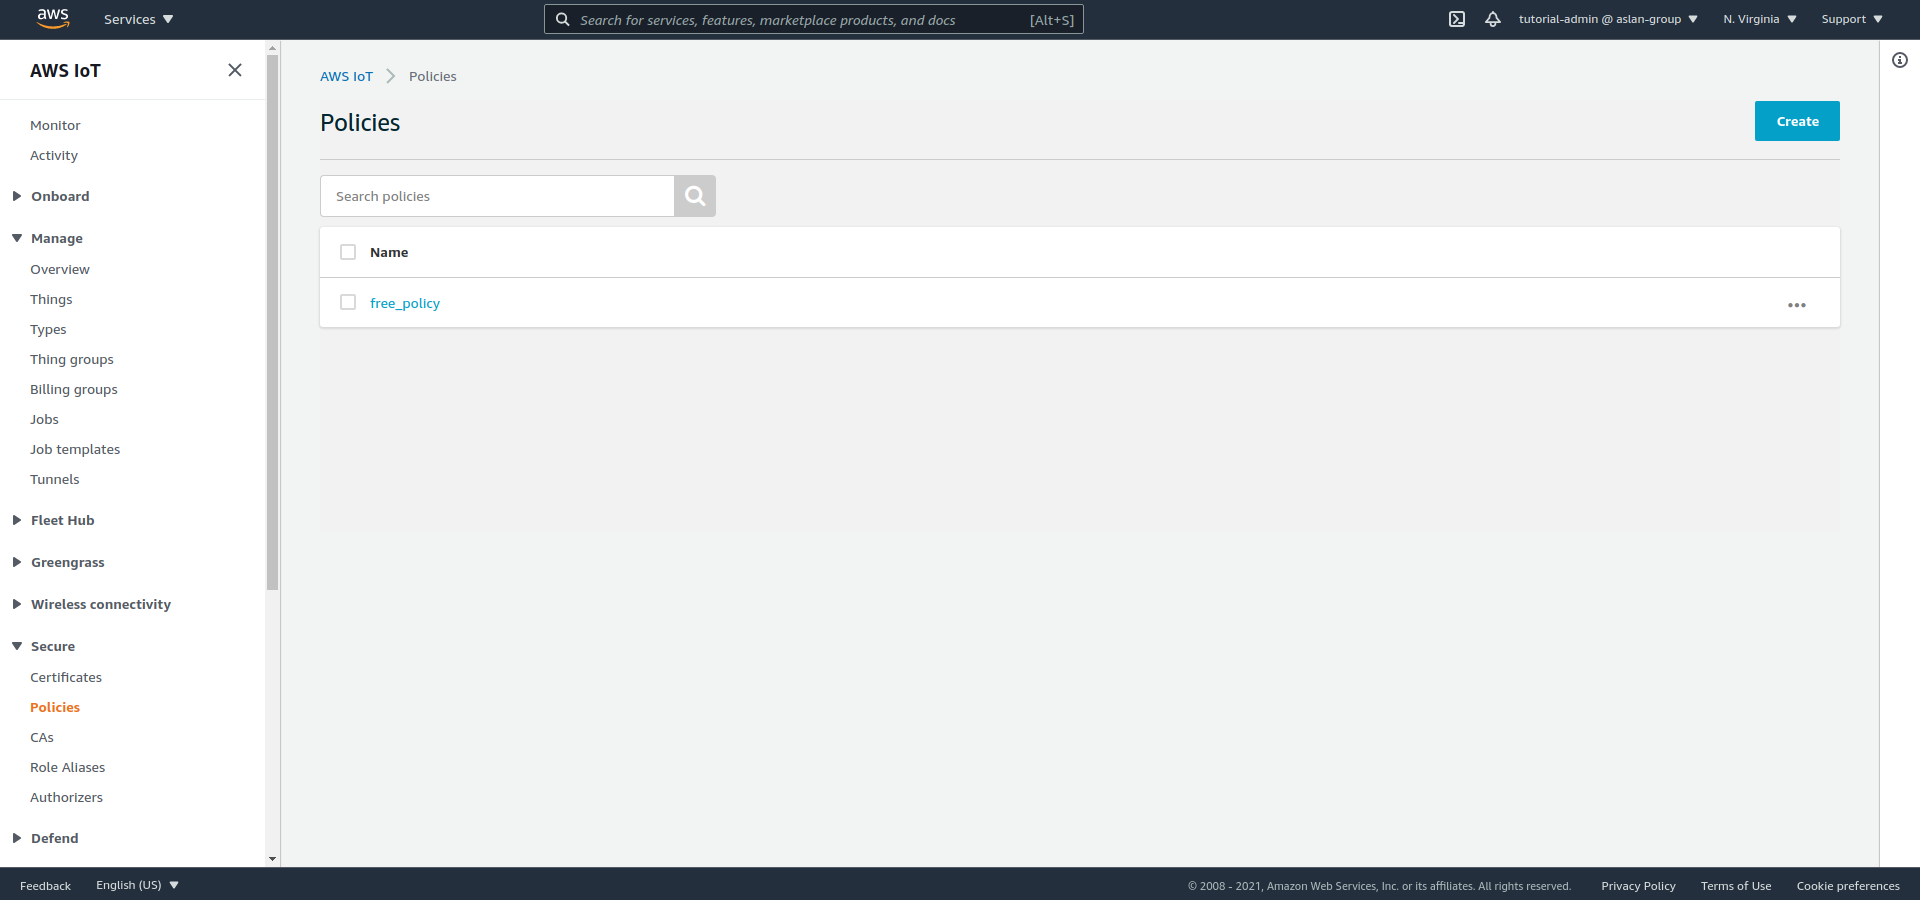 aws
Services
Search for services, features, marketplace products, and docs
[Alt+S]
tutorial-admin @ aslan-group
N. Virginia
Support
AWS IoT
Monitor
Activity
Onboard
Manage
Overview
Things
Types
Thing groups
Billing groups
Jobs
Job templates
Tunnels
Fleet Hub
Greengrass
Wireless connectivity
Secure
Certificates
Policies
CAs
Role Aliases
Authorizers
Defend
AWS IoT
Policies
Policies
Create
Search policies
Name
free_policy
Feedback
English (US)
© 2008 - 2021, Amazon Web Services, Inc. or its affiliates. All rights reserved.
Privacy Policy
Terms of Use
Cookie preferences